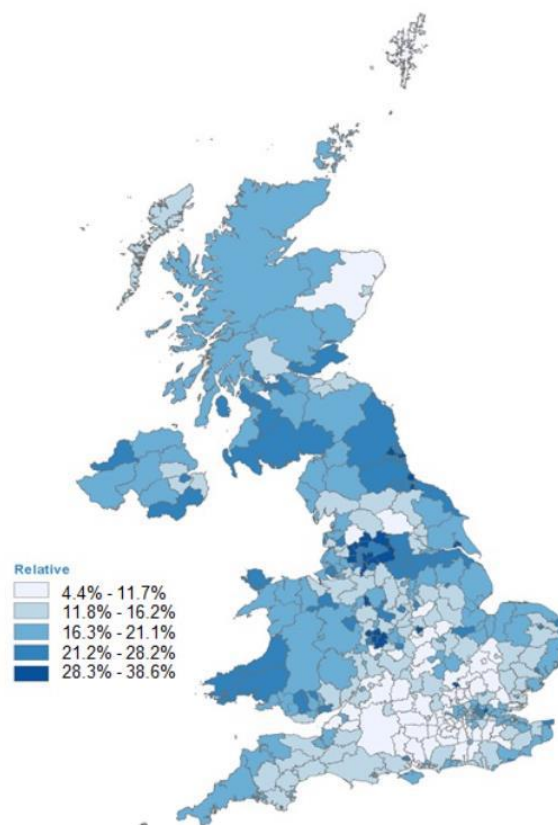 Relative
4.4% - 11.7%
11.8% - 16.2%
16.3% - 21.1%
21.2% - 28.2%
28.3% - 38.6%